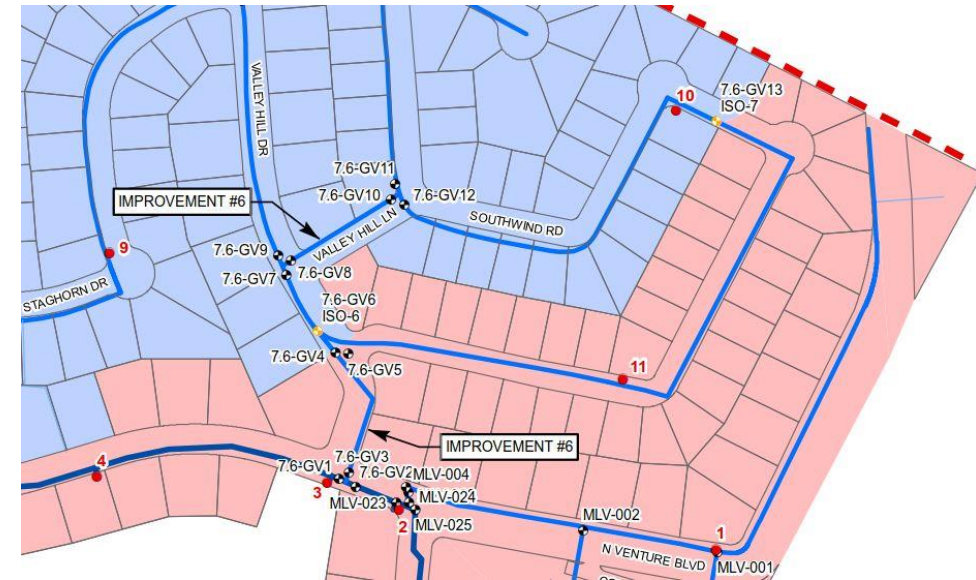 VALLEY HILL DR
10
7.6-GV13
ISO-7
7.6-GV11
7.6-GV10
7.6-GV12
IMPROVEMENT #6
SOUTHWIND RD
VALLEY HILL LN
9
7.6-GV9
7.6-GV8
7.6-GV7
STAGHORN DR
7.6-GV6
ISO-6
7.6-GV4
7.6-GV5
11
IMPROVEMENT #6
4
7.6-GV1
7.6-GV3
7.6-GV2
MLV-004
3
MLV-023
MLV-024
2
MLV-025
MLV-002
1
N VENTURE BLVD
MLV-001